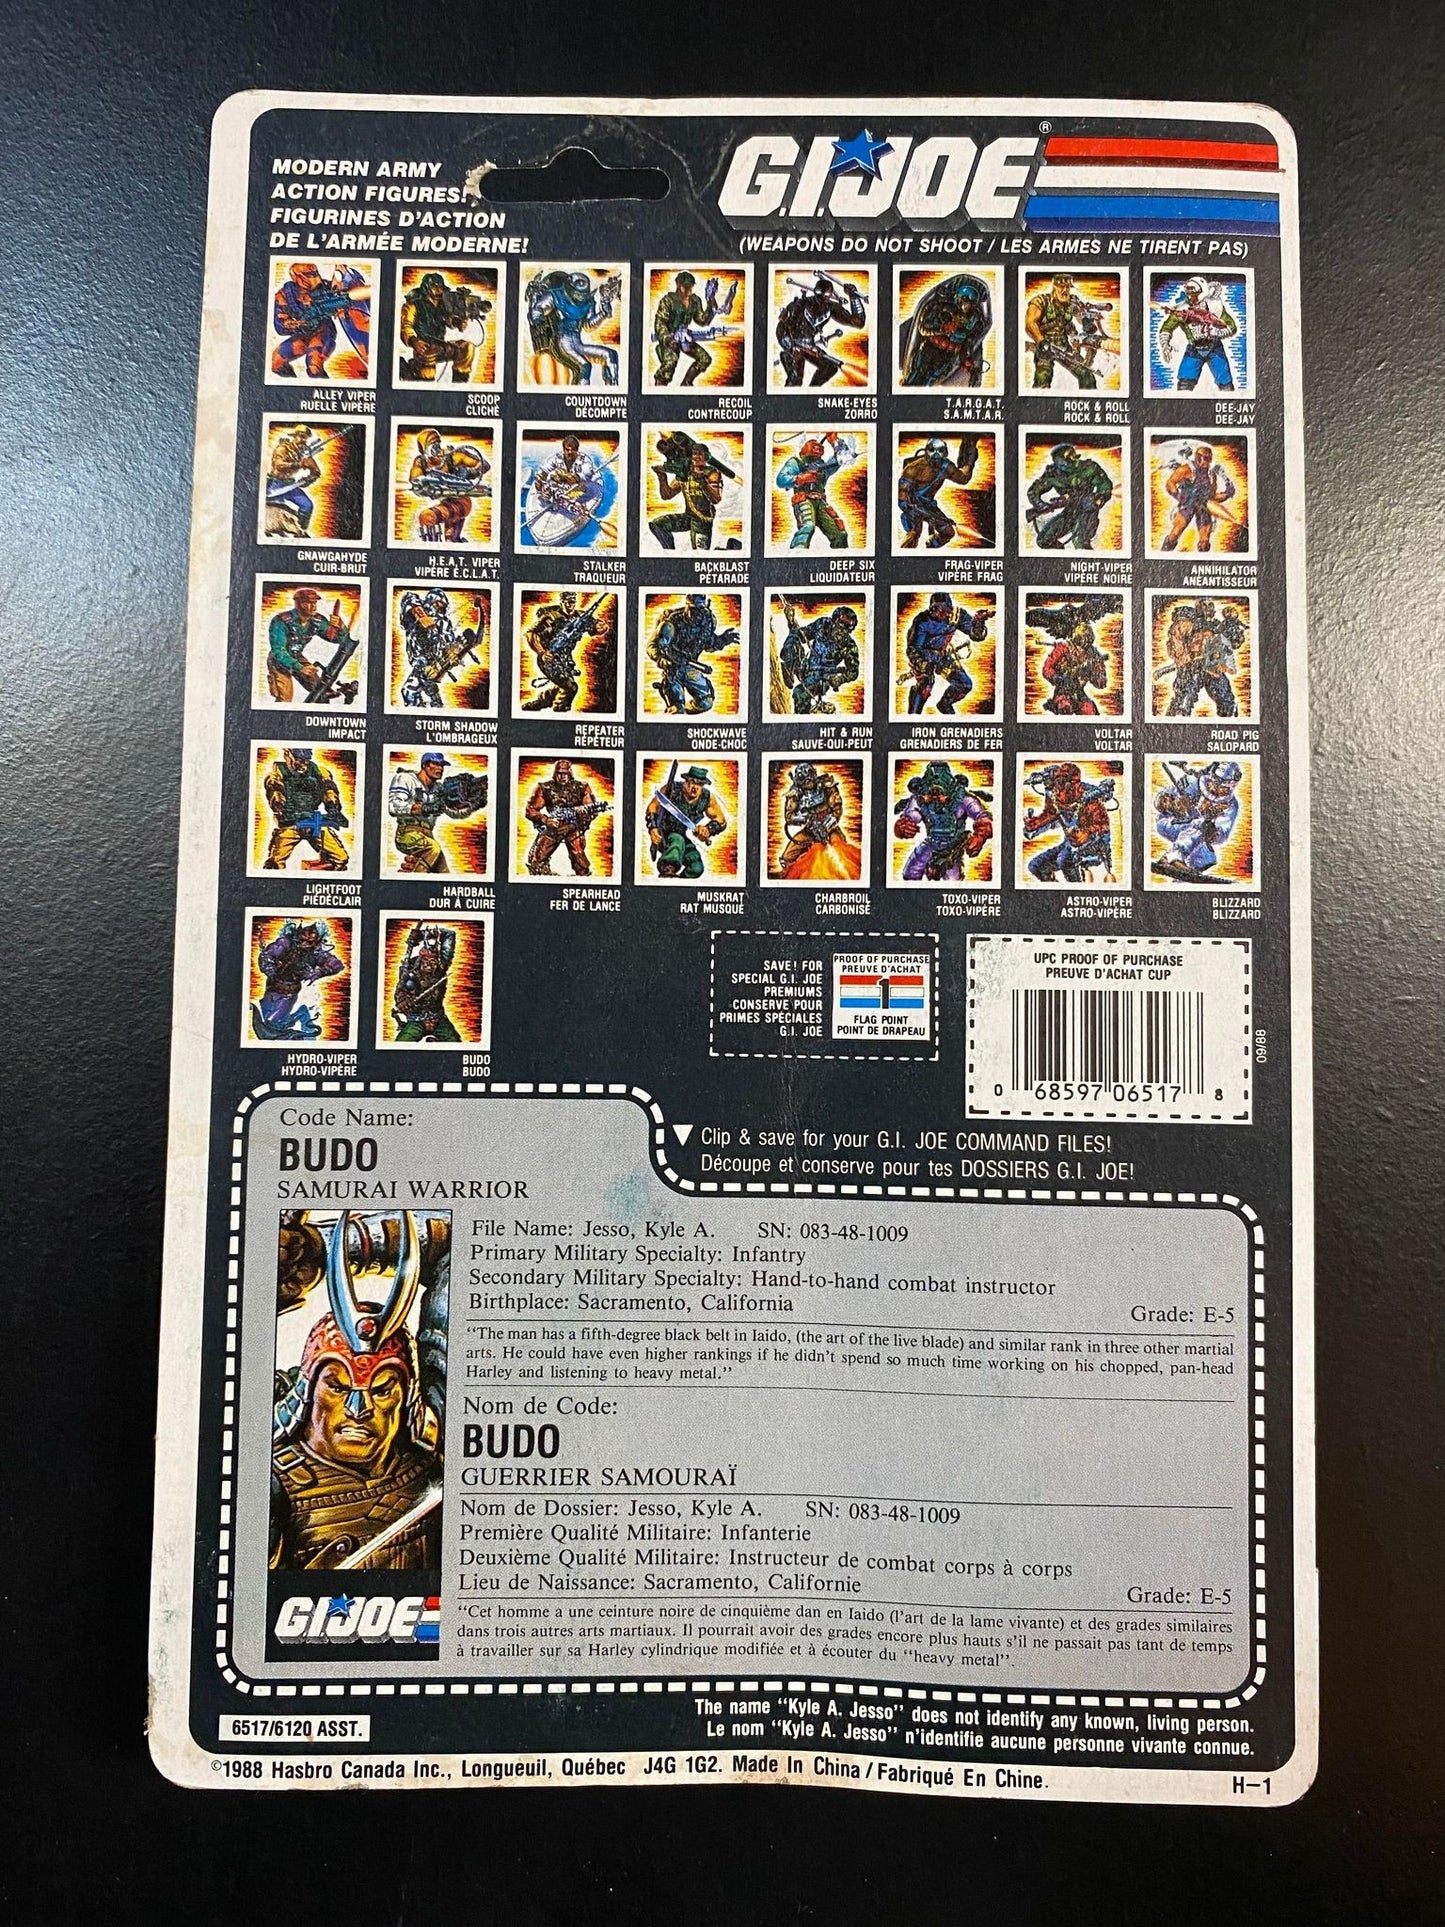 MODERN ARMY
ACTION FIGURES!
FIGURINES D'ACTION
DE L'ARMÉE MODERNE!
G.I. JOE ®
(WEAPONS DO NOT SHOOT / LES ARMES NE TIRENT PAS)
ALLEY VIPER
RUELLE VIPÈRE
SCOOP
CLICHÉ
COUNTDOWN
DÉCOMPTE
RECOIL
CONTRECOUP
SNAKE-EYES
ZORRO
T.A.R.G.A.T.
S.A.M.T.A.R.
ROCK & ROLL
ROCK & ROLL
DEE-JAY
DEE-JAY
GNAWGAHYDE
CUIR-BRUT
H.E.A.T. VIPER
VIPÈRE É.C.L.A.T.
STALKER
TRAQUEUR
BACKBLAST
PÉTARADE
DEEP SIX
LIQUIDATEUR
FRAG-VIPER
VIPÈRE FRAG
NIGHT-VIPER
VIPÈRE NOIRE
ANNIHILATOR
ANÉANTISSEUR
DOWNTOWN
IMPACT
STORM SHADOW
L'OMBRAGEUX
REPEATER
RÉPÉTEUR
SHOCKWAVE
ONDE-CHOC
HIT & RUN
SAUVE-QUI-PEUT
IRON GRENADIERS
GRENADIERS DE FER
VOLTAR
VOLTAR
ROAD PIG
SALOPARD
LIGHTFOOT
PIEDÉCLAIR
HARDBALL
DUR À CUIRE
SPEARHEAD
FER DE LANCE
MUSKRAT
RAT MUSQUÉ
CHARBROIL
CARBONISÉ
TOXO-VIPER
TOXO-VIPÈRE
ASTRO-VIPER
ASTRO-VIPÈRE
BLIZZARD
BLIZZARD
HYDRO-VIPER
HYDRO-VIPÈRE
BUDO
BUDO
SAVE! FOR
SPECIAL G.I. JOE
PREMIUMS
CONSERVE POUR
PRIMES SPÉCIALES
G.I. JOE
PROOF OF PURCHASE
PREUVE D'ACHAT
1
FLAG POINT
POINT DE DRAPEAU
UPC PROOF OF PURCHASE
PREUVE D'ACHAT CUP
0 68597 06517 8
09/88
Clip & save for your G.I. JOE COMMAND FILES!
Découpe et conserve pour tes DOSSIERS G.I. JOE!
Code Name:
BUDO
SAMURAI WARRIOR
File Name: Jesso, Kyle A. SN: 083-48-1009
Primary Military Specialty: Infantry
Secondary Military Specialty: Hand-to-hand combat instructor
Birthplace: Sacramento, California Grade: E-5
"The man has a fifth-degree black belt in Iaido, (the art of the live blade) and similar rank in three other martial
arts. He could have even higher rankings if he didn't spend so much time working on his chopped, pan-head
Harley and listening to heavy metal."
Nom de Code:
BUDO
GUERRIER SAMOURAÏ
Nom de Dossier: Jesso, Kyle A. SN: 083-48-1009
Première Qualité Militaire: Infanterie
Deuxième Qualité Militaire: Instructeur de combat corps à corps
Lieu de Naissance: Sacramento, Californie Grade: E-5
"Cet homme a une ceinture noire de cinquième dan en Iaido (l'art de la lame vivante) et des grades similaires
dans trois autres arts martiaux. Il pourrait avoir des grades encore plus hauts s'il ne passait pas tant de temps
à travailler sur sa Harley cylindrique modifiée et à écouter du "heavy metal".
G.I. JOE
The name "Kyle A. Jesso" does not identify any known, living person.
Le nom "Kyle A. Jesso" n'identifie aucune personne vivante connue.
6517/6120 ASST.
©1988 Hasbro Canada Inc., Longueuil, Québec J4G 1G2. Made In China / Fabriqué En Chine.
H-1